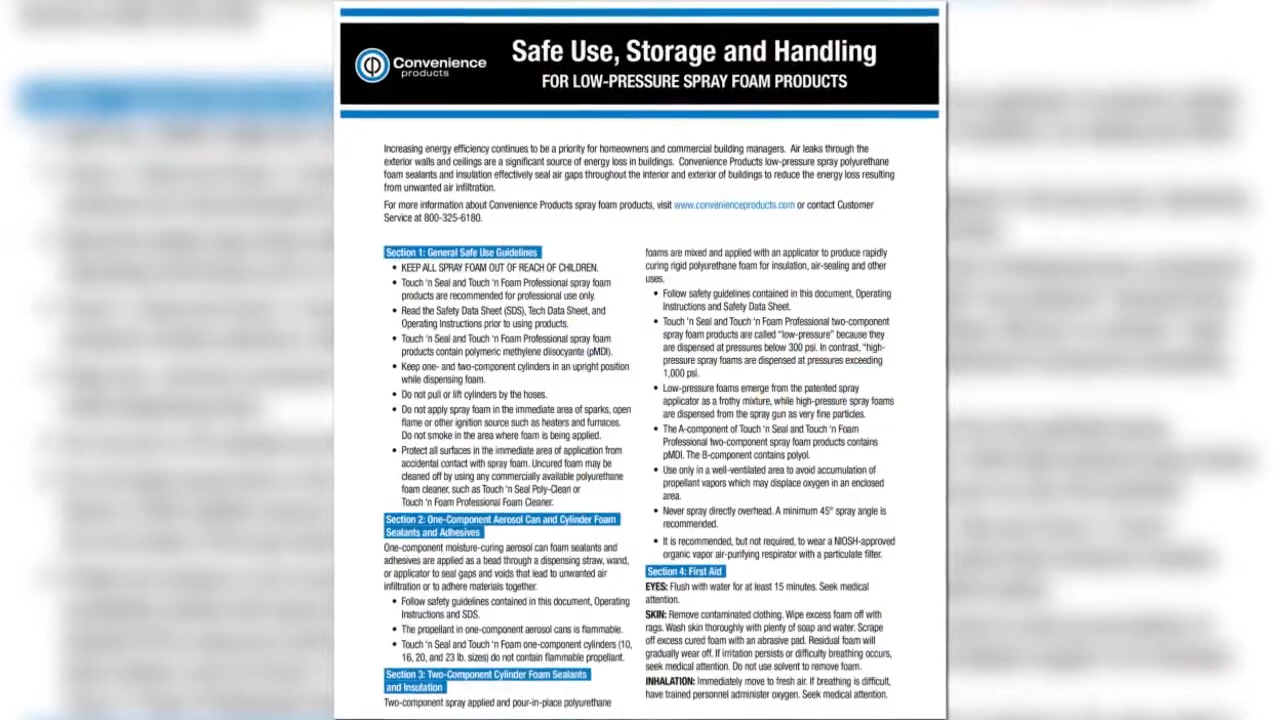 Convenience
products
Safe Use, Storage and Handling
FOR LOW-PRESSURE SPRAY FOAM PRODUCTS
Increasing energy efficiency continues to be a priority for homeowners and commercial building managers. Air leaks through the
exterior walls and ceilings are a significant source of energy loss in buildings. Convenience Products low-pressure spray polyurethane
foam sealants and insulation effectively seal air gaps throughout the interior and exterior of buildings to reduce the energy loss resulting
from unwanted air infiltration.
For more information about Convenience Products spray foam products, visit www.convenienceproducts.com or contact Customer
Service at 800-325-6180.
Section 1: General Safe Use Guidelines
• KEEP ALL SPRAY FOAM OUT OF REACH OF CHILDREN.
• Touch 'n Seal and Touch 'n Foam Professional spray foam
products are recommended for professional use only.
• Read the Safety Data Sheet (SDS), Tech Data Sheet, and
Operating Instructions prior to using products.
• Touch 'n Seal and Touch 'n Foam Professional spray foam
products contain polymeric methylene diisocyante (pMDI).
• Keep one- and two-component cylinders in an upright position
while dispensing foam.
• Do not pull or lift cylinders by the hoses.
• Do not apply spray foam in the immediate area of sparks, open
flame or other ignition source such as heaters and furnaces.
Do not smoke in the area where foam is being applied.
• Protect all surfaces in the immediate area of application from
accidental contact with spray foam. Uncured foam may be
cleaned off by using any commercially available polyurethane
foam cleaner, such as Touch 'n Seal Poly-Clean or
Touch 'n Foam Professional Foam Cleaner.
Section 2: One-Component Aerosol Can and Cylinder Foam
Sealants and Adhesives
One-component moisture-curing aerosol can foam sealants and
adhesives are applied as a bead through a dispensing straw, wand,
or applicator to seal gaps and voids that lead to unwanted air
infiltration or to adhere materials together.
• Follow safety guidelines contained in this document, Operating
Instructions and SDS.
• The propellant in one-component aerosol cans is flammable.
• Touch 'n Seal and Touch 'n Foam one-component cylinders (10,
16, 20, and 23 lb. sizes) do not contain flammable propellant.
Section 3: Two-Component Cylinder Foam Sealants
and Insulation
Two-component spray applied and pour-in-place polyurethane
foams are mixed and applied with an applicator to produce rapidly
curing rigid polyurethane foam for insulation, air-sealing and other
uses.
• Follow safety guidelines contained in this document, Operating
Instructions and Safety Data Sheet.
• Touch 'n Seal and Touch 'n Foam Professional two-component
spray foam products are called "low-pressure" because they
are dispensed at pressures below 300 psi. In contrast, "high-
pressure spray foams are dispensed at pressures exceeding
1,000 psi.
• Low-pressure foams emerge from the patented spray
applicator as a frothy mixture, while high-pressure spray foams
are dispensed from the spray gun as very fine particles.
• The A-component of Touch 'n Seal and Touch 'n Foam
Professional two-component spray foam products contains
pMDI. The B-component contains polyol.
• Use only in a well-ventilated area to avoid accumulation of
propellant vapors which may displace oxygen in an enclosed
area.
• Never spray directly overhead. A minimum 45° spray angle is
recommended.
• It is recommended, but not required, to wear a NIOSH-approved
organic vapor air-purifying respirator with a particulate filter.
Section 4: First Aid
EYES: Flush with water for at least 15 minutes. Seek medical
attention.
SKIN: Remove contaminated clothing. Wipe excess foam off with
rags. Wash skin thoroughly with plenty of soap and water. Scrape
off excess cured foam with an abrasive pad. Residual foam will
gradually wear off. If irritation persists or difficulty breathing occurs,
seek medical attention. Do not use solvent to remove foam.
INHALATION: Immediately move to fresh air. If breathing is difficult,
have trained personnel administer oxygen. Seek medical attention.